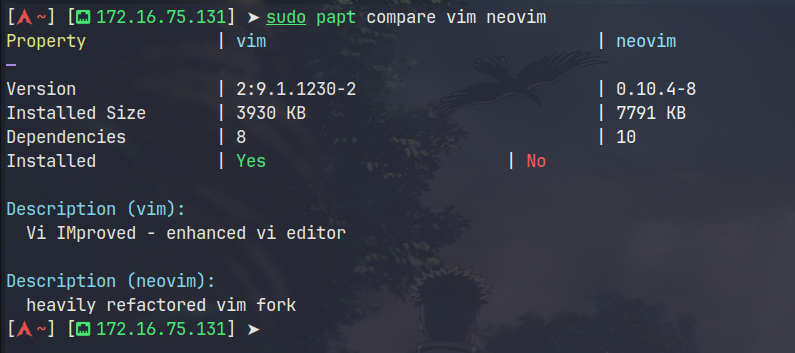 [ ~] [ 172.16.75.131] ➤ sudo papt compare vim neovim
Property | vim | neovim
—
Version | 2:9.1.1230-2 | 0.10.4-8
Installed Size | 3930 KB | 7791 KB
Dependencies | 8 | 10
Installed | Yes | No
Description (vim):
Vi IMproved - enhanced vi editor
Description (neovim):
heavily refactored vim fork
[ ~] [ 172.16.75.131] ➤